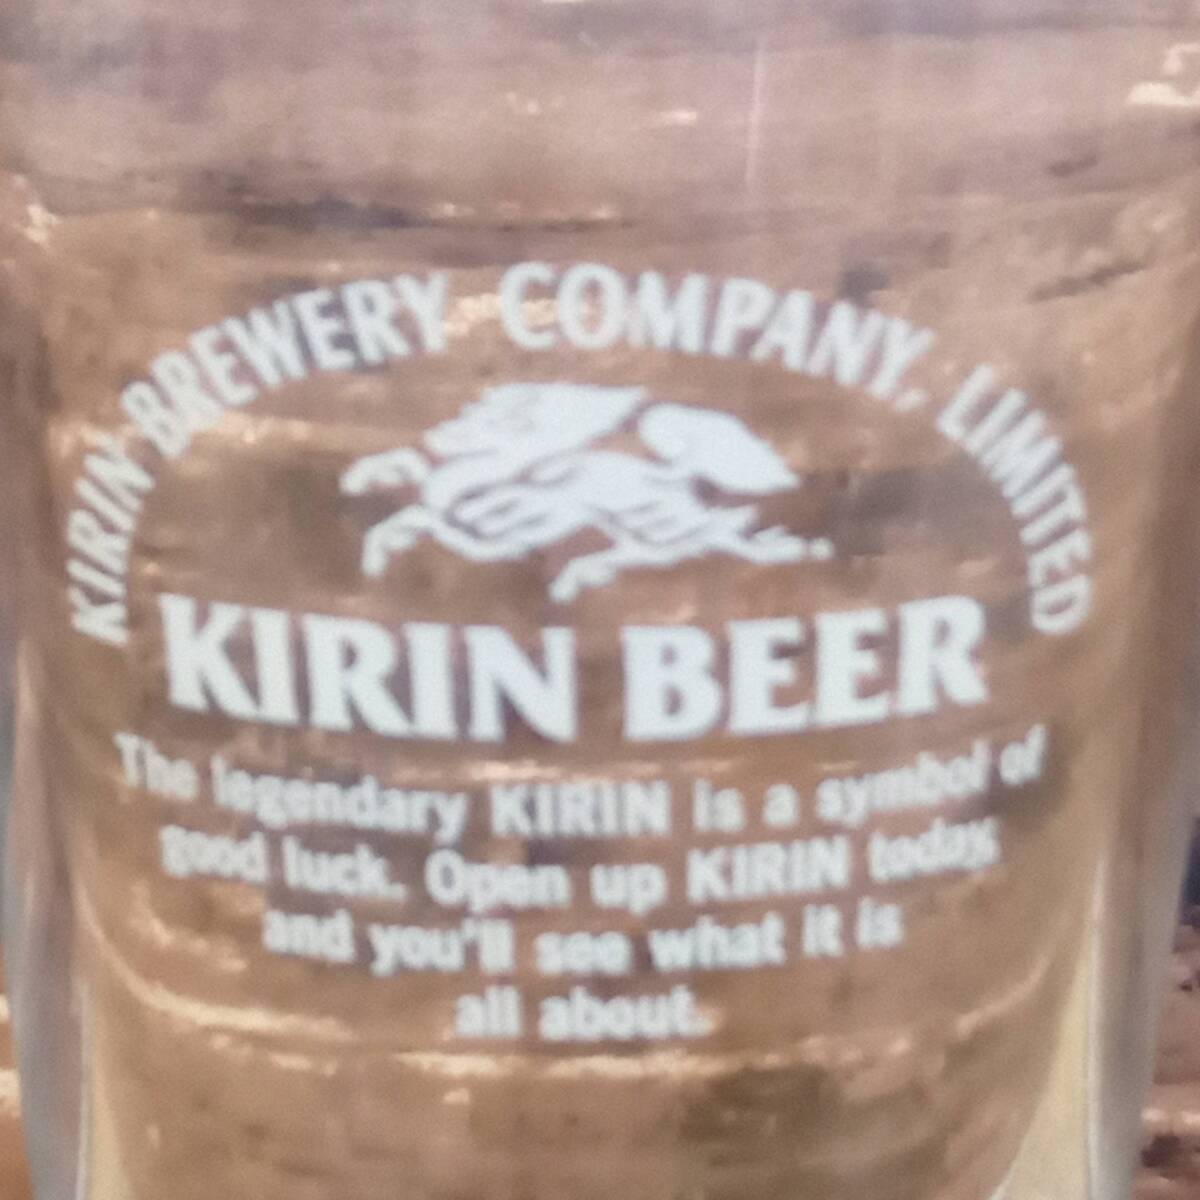 KIRIN BREWERY COMPANY, LIMITED
KIRIN BEER
The legendary KIRIN is a symbol of
good luck. Open up KIRIN today,
and you'll see what it is
all about.